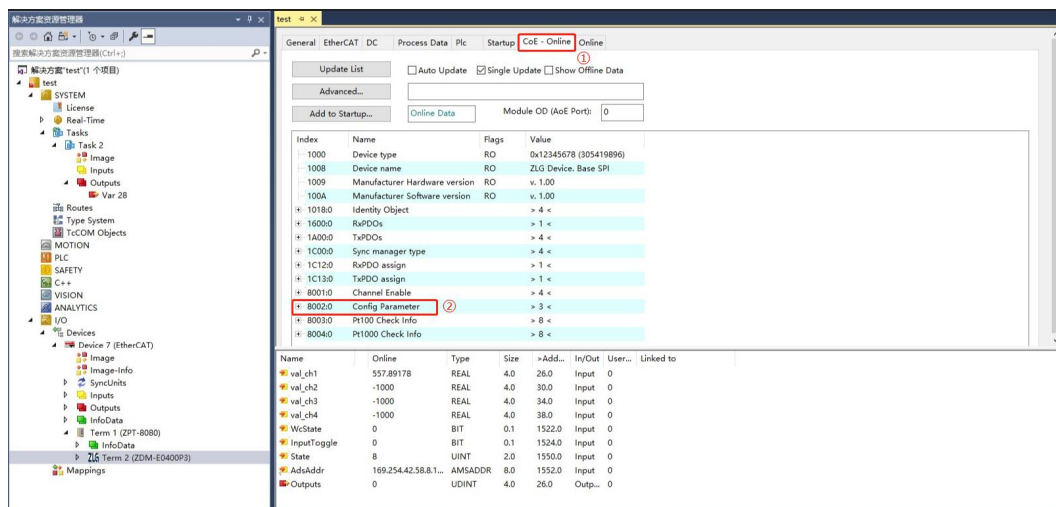 解决方案资源管理器
搜索解决方案资源管理器(Ctrl+;)
解决方案"test"(1 个项目)
test
SYSTEM
License
Real-Time
Tasks
Task 2
Image
Inputs
Outputs
Var 28
Routes
Type System
TcCOM Objects
MOTION
PLC
SAFETY
C++
VISION
ANALYTICS
I/O
Devices
Device 7 (EtherCAT)
Image
Image-Info
SyncUnits
Inputs
Outputs
InfoData
Term 1 (ZPT-8080)
InfoData
ZLG Term 2 (ZDM-E0400P3)
Mappings
test
General EtherCAT DC Process Data Plc Startup CoE - Online Online
①
Update List Auto Update Single Update Show Offline Data
Advanced...
Add to Startup... Online Data Module OD (AoE Port): 0
Index Name Flags Value
1000 Device type RO 0x12345678 (305419896)
1008 Device name RO ZLG Device. Base SPI
1009 Manufacturer Hardware version RO v. 1.00
100A Manufacturer Software version RO v. 1.00
1018:0 Identity Object > 4 <
1600:0 RxPDOs > 1 <
1A00:0 TxPDOs > 4 <
1C00:0 Sync manager type > 4 <
1C12:0 RxPDO assign > 1 <
1C13:0 TxPDO assign > 1 <
8001:0 Channel Enable > 4 <
8002:0 Config Parameter ② > 3 <
8003:0 Pt100 Check Info > 8 <
8004:0 Pt1000 Check Info > 8 <
Name Online Type Size >Add... In/Out User... Linked to
val_ch1 557.89178 REAL 4.0 26.0 Input 0
val_ch2 -1000 REAL 4.0 30.0 Input 0
val_ch3 -1000 REAL 4.0 34.0 Input 0
val_ch4 -1000 REAL 4.0 38.0 Input 0
WcState 0 BIT 0.1 1522.0 Input 0
InputToggle 0 BIT 0.1 1524.0 Input 0
State 8 UINT 2.0 1550.0 Input 0
AdsAddr 169.254.42.58.8.1... AMSADDR 8.0 1552.0 Input 0
Outputs 0 UDINT 4.0 26.0 Outp... 0